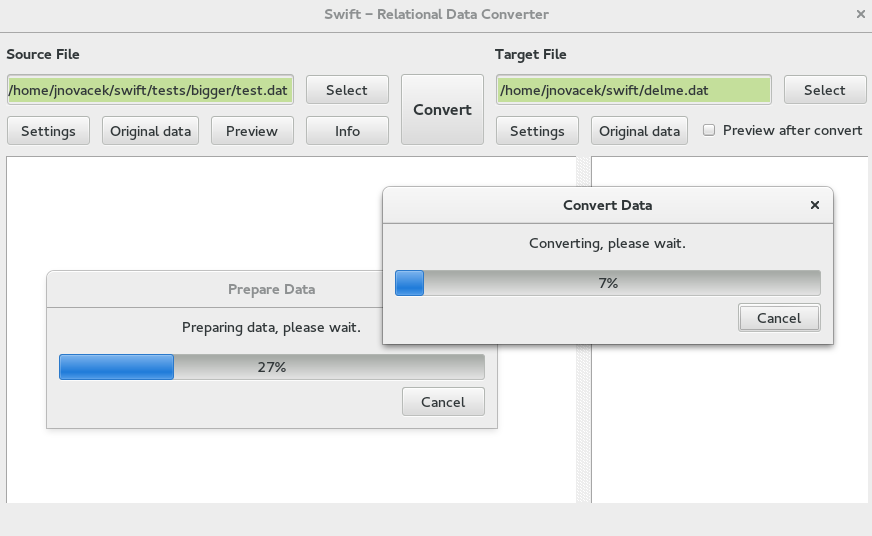 Swift – Relational Data Converter
Source File
Target File
/home/jnovacek/swift/tests/bigger/test.dat
Select
Convert
/home/jnovacek/swift/delme.dat
Select
Settings
Original data
Preview
Info
Settings
Original data
Preview after convert
Convert Data
Converting, please wait.
7%
Cancel
Prepare Data
Preparing data, please wait.
27%
Cancel